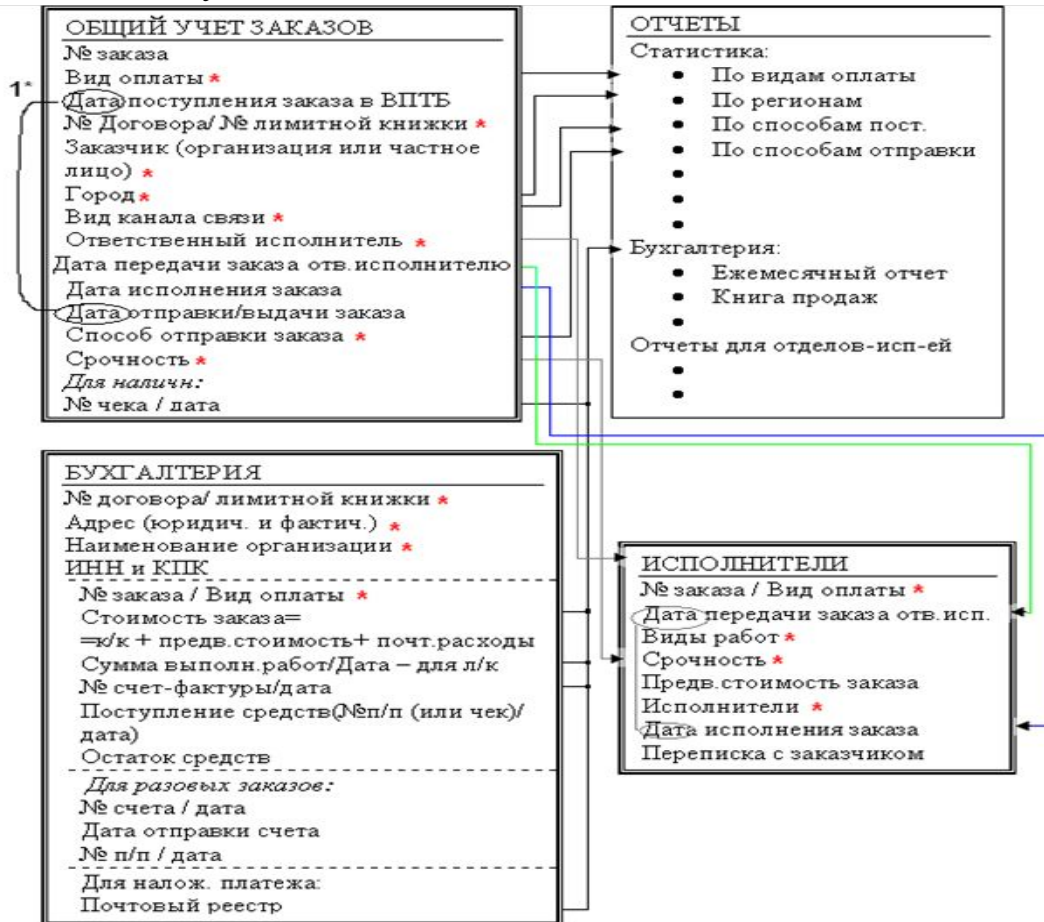 ОБЩИЙ УЧЕТ ЗАКАЗОВ
№ заказа
Вид оплаты *
1*
Дата поступления заказа в ВПТБ
№ Договора/ № лимитной книжки *
Заказчик (организация или частное
лицо) *
Город *
Вид канала связи *
Ответственный исполнитель *
Дата передачи заказа отв.исполнителю
Дата исполнения заказа
Дата отправки/выдачи заказа
Способ отправки заказа *
Срочность *
Для наличн:
№ чека / дата
ОТЧЕТЫ
Статистика:
• По видам оплаты
• По регионам
• По способам пост.
• По способам отправки
•
•
•
Бухгалтерия:
• Ежемесячный отчет
• Книга продаж
•
Отчеты для отделов-исп-ей
•
•
БУХГАЛТЕРИЯ
№ договора/ лимитной книжки *
Адрес (юридич. и фактич.) *
Наименование организации *
ИНН и КПК
№ заказа / Вид оплаты *
Стоимость заказа=
=к/к + предв.стоимость+ почт.расходы
Сумма выполн.работ/Дата – для л/к
№ счет-фактуры/дата
Поступление средств(№п/п (или чек)/
дата)
Остаток средств
Для разовых заказов:
№ счета / дата
Дата отправки счета
№ п/п / дата
Для налож. платежа:
Почтовый реестр
ИСПОЛНИТЕЛИ
№ заказа / Вид оплаты *
Дата передачи заказа отв.исп.
Виды работ *
Срочность *
Предв.стоимость заказа
Исполнители *
Дата исполнения заказа
Переписка с заказчиком